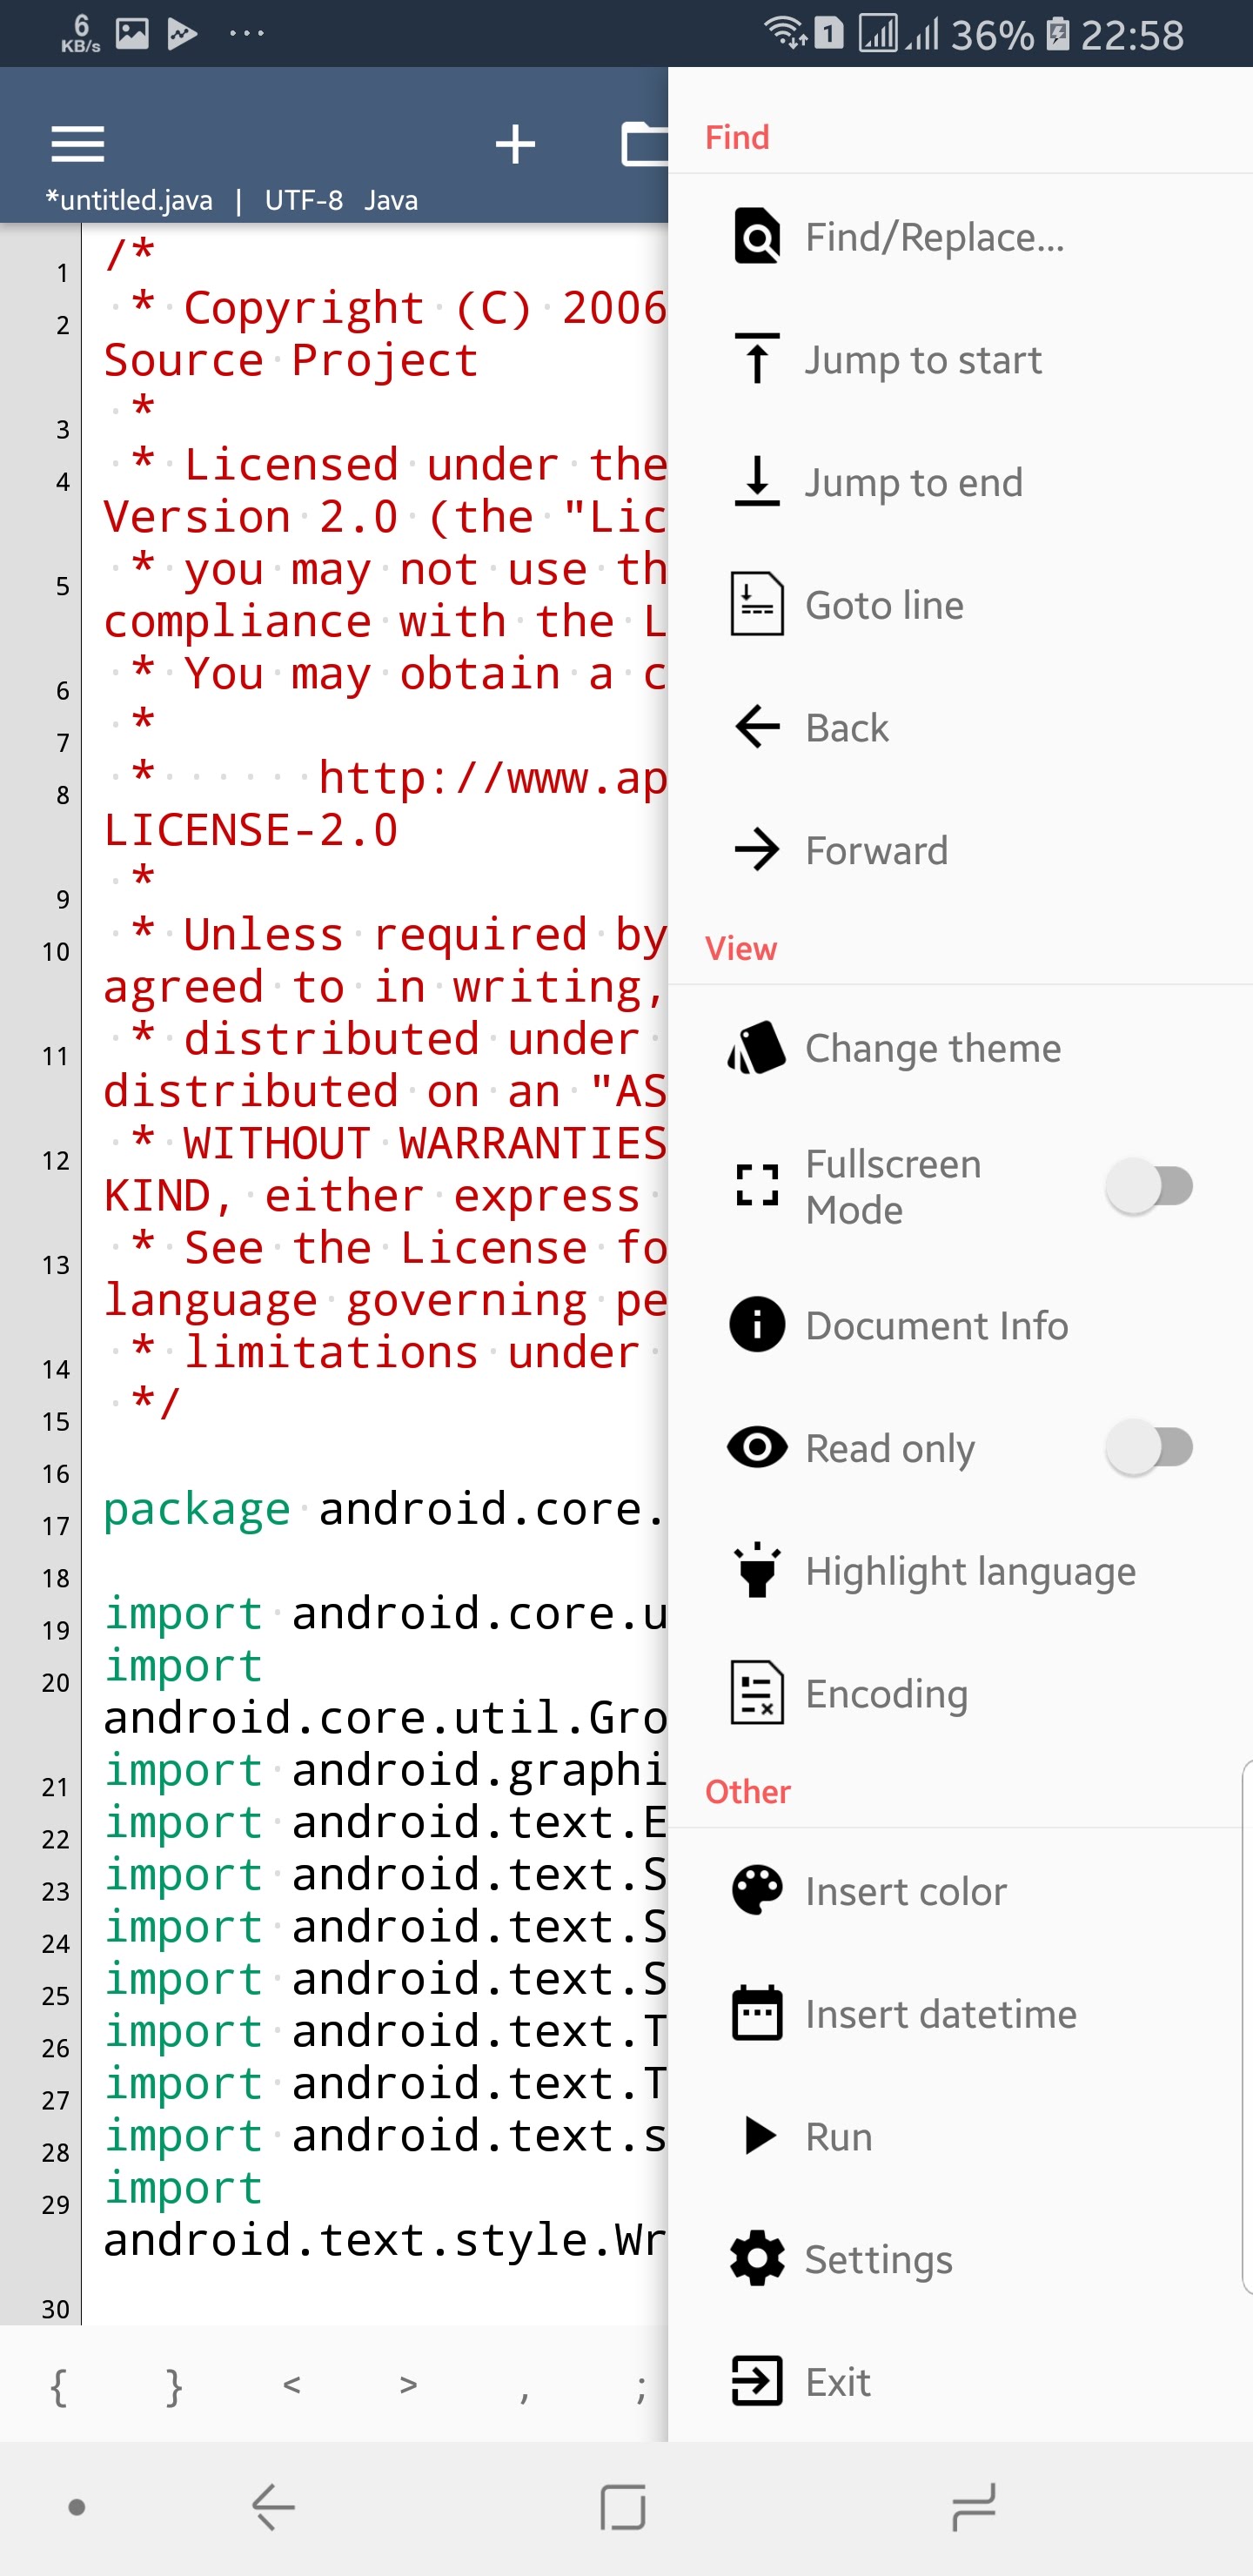 6
KB/s
1
36%
22:58
*untitled.java | UTF-8 Java
1 /*
2  * Copyright (C) 2006
Source Project
3  *
4  * Licensed under the
Version 2.0 (the "Lic
5  * you may not use th
compliance with the L
6  * You may obtain a c
7  *
8  *      http://www.ap
LICENSE-2.0
9  *
10  * Unless required by
agreed to in writing,
11  * distributed under
distributed on an "AS
12  * WITHOUT WARRANTIES
KIND, either express
13  * See the License fo
language governing pe
14  * limitations under
15  */
16
17 package android.core.
18
19 import android.core.u
20 import
android.core.util.Gro
21 import android.graphi
22 import android.text.E
23 import android.text.S
24 import android.text.S
25 import android.text.S
26 import android.text.T
27 import android.text.T
28 import android.text.s
29 import
android.text.style.Wr
30
{ } < > , ;
Find
Find/Replace...
Jump to start
Jump to end
Goto line
Back
Forward
View
Change theme
Fullscreen
Mode
Document Info
Read only
Highlight language
Encoding
Other
Insert color
Insert datetime
Run
Settings
Exit